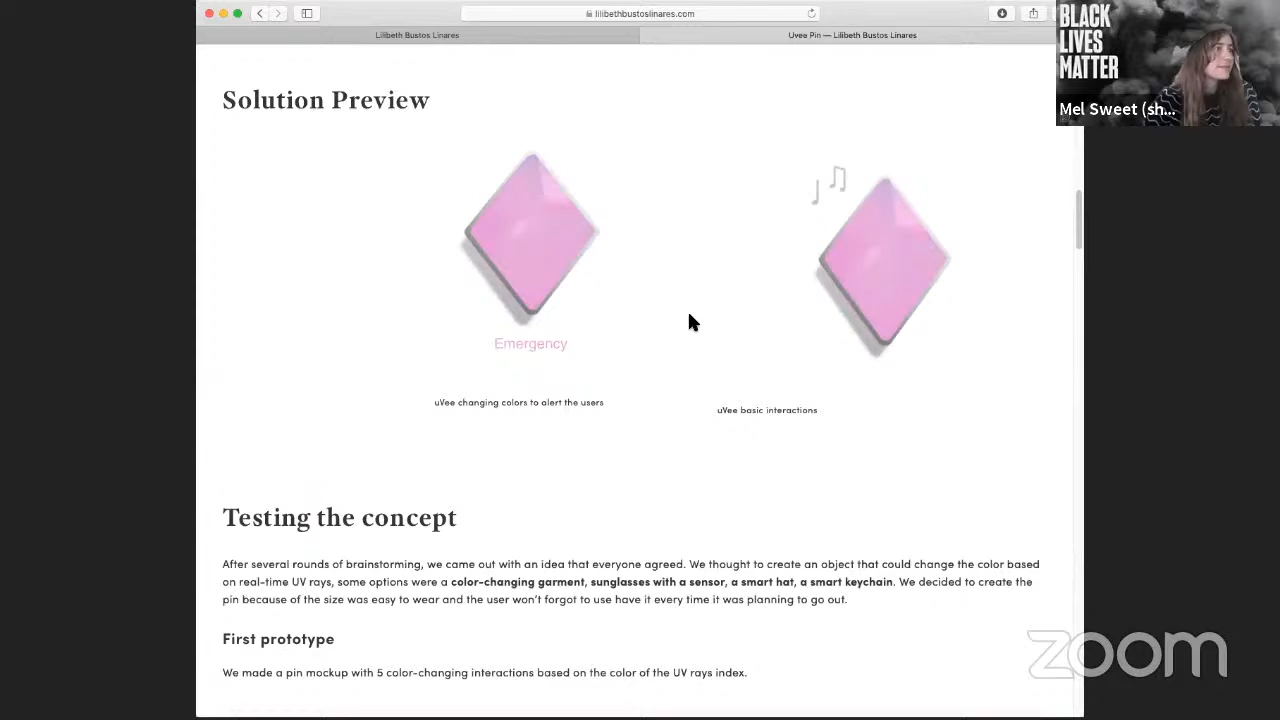 lilibethbustoslinares.com
Lilibeth Bustos Linares
Uvee Pin — Lilibeth Bustos Linares
BLACK
LIVES
MATTER
Mel Sweet (sh...
Solution Preview
Emergency
uVee changing colors to alert the users
uVee basic interactions
Testing the concept
After several rounds of brainstorming, we came out with an idea that everyone agreed. We thought to create an object that could change the color based
on real-time UV rays, some options were a color-changing garment, sunglasses with a sensor, a smart hat, a smart keychain. We decided to create the
pin because of the size was easy to wear and the user won't forgot to use have it every time it was planning to go out.
First prototype
We made a pin mockup with 5 color-changing interactions based on the color of the UV rays index.
zoom